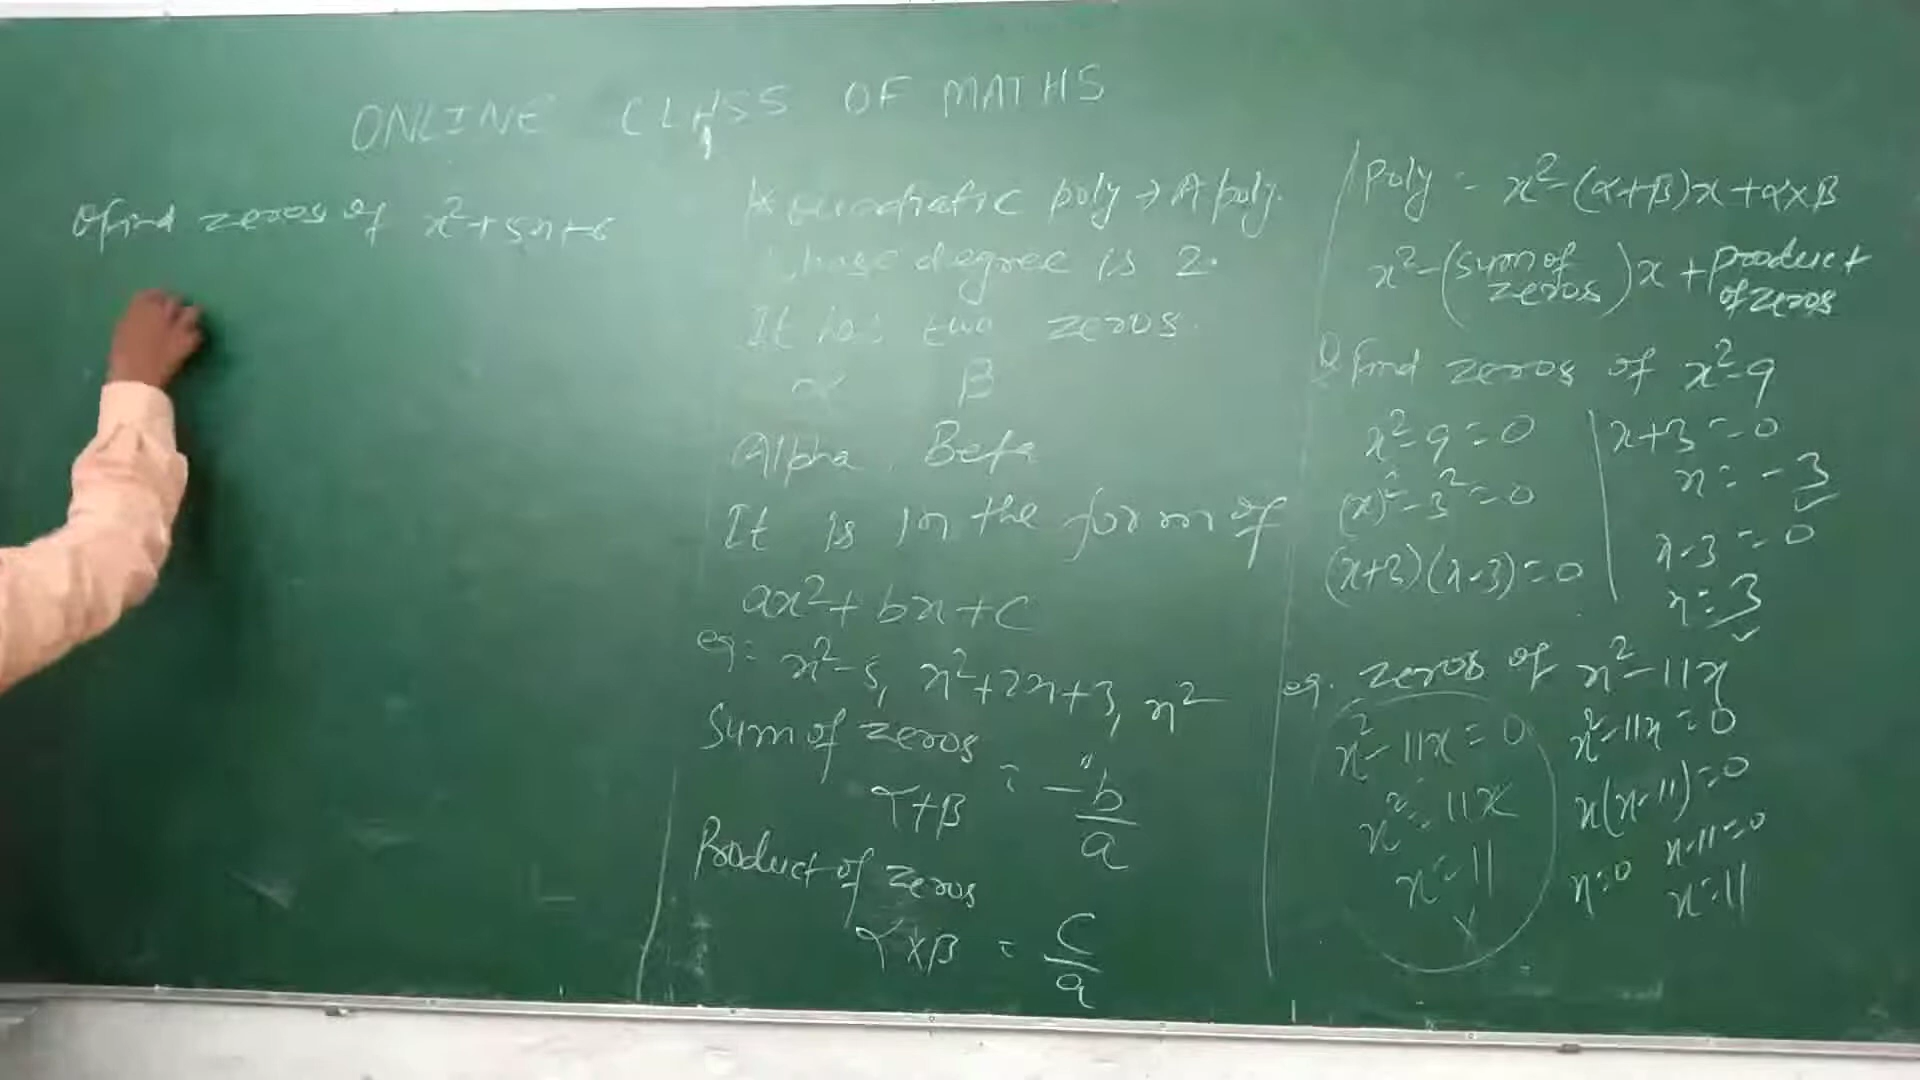 ONLINE CLASS OF MATHS
Q find zeros of x²+5x+6
* Quadratic poly → A poly.
whose degree is 2.
It has two zeros.
α β
Alpha, Beta
It is in the form of
ax²+bx+c
eg:- x²-5, x²+2x+3, x²
Sum of zeros
α+β = -b/a
Product of zeros
α×β = c/a
Poly :- x²-(α+β)x+α×β
x²-(sum of zeros)x + product of zeros
Q find zeros of x²-9
x²-9=0
(x)²-3²=0
(x+3)(x-3)=0
x+3=0
x=-3
x-3=0
x=3
eg. zeros of x²-11x
x²-11x=0
x²=11x
x=11
x
x²-11x=0
x(x-11)=0
x=0 x-11=0
x=11